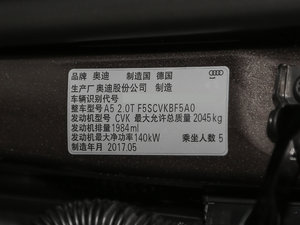 品牌 奥迪 制造国 德国
生产厂 奥迪股份公司 制造
车辆识别代号
整车型号 A5 2.0T F5SCVKBF5A0
发动机型号 CVK 最大允许总质量 2045kg
发动机排量 1984ml
发动机最大净功率 140kW 乘坐人数 5
制造年月 2017.05